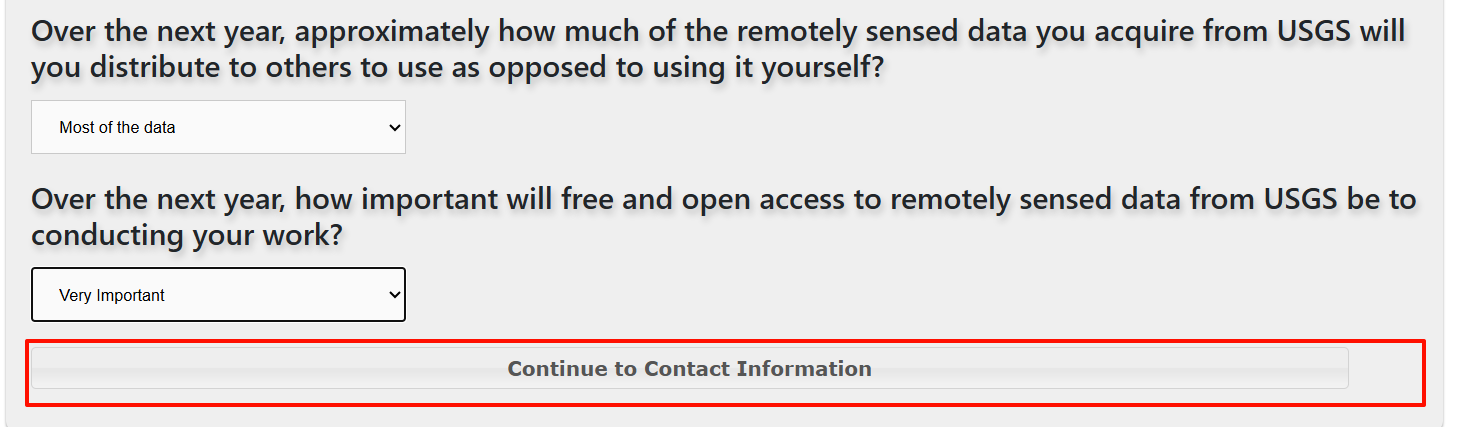 Over the next year, approximately how much of the remotely sensed data you acquire from USGS will
you distribute to others to use as opposed to using it yourself?
Most of the data
Over the next year, how important will free and open access to remotely sensed data from USGS be to
conducting your work?
Very Important
Continue to Contact Information